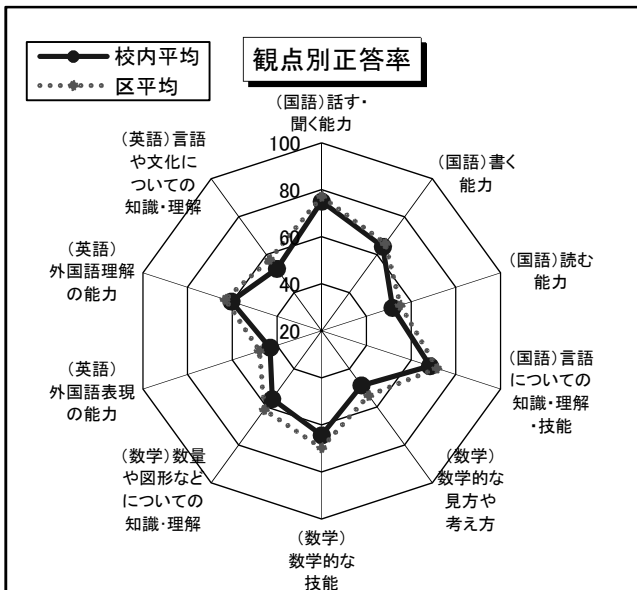 観点別正答率
校内平均
区平均
(国語)話す・
聞く能力
(国語)書く
能力
(国語)読む
能力
(国語)言語
についての
知識・理解
・技能
(数学)
数学的な
見方や
考え方
(数学)
数学的な
技能
(数学)数量
や図形など
についての
知識・理解
(英語)
外国語表現
の能力
(英語)
外国語理解
の能力
(英語)言語
や文化に
ついての
知識・理解
100
80
60
40
20